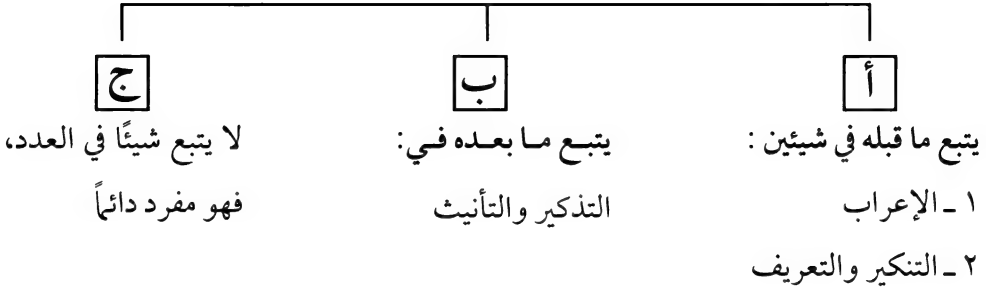 أ
ب
ج
يتبع ما قبله في شيئين :
١ ـ الإعراب
٢ ـ التنكير والتعريف
يتبع ما بعده في:
التذكير والتأنيث
لا يتبع شيئًا في العدد،
فهو مفرد دائماً